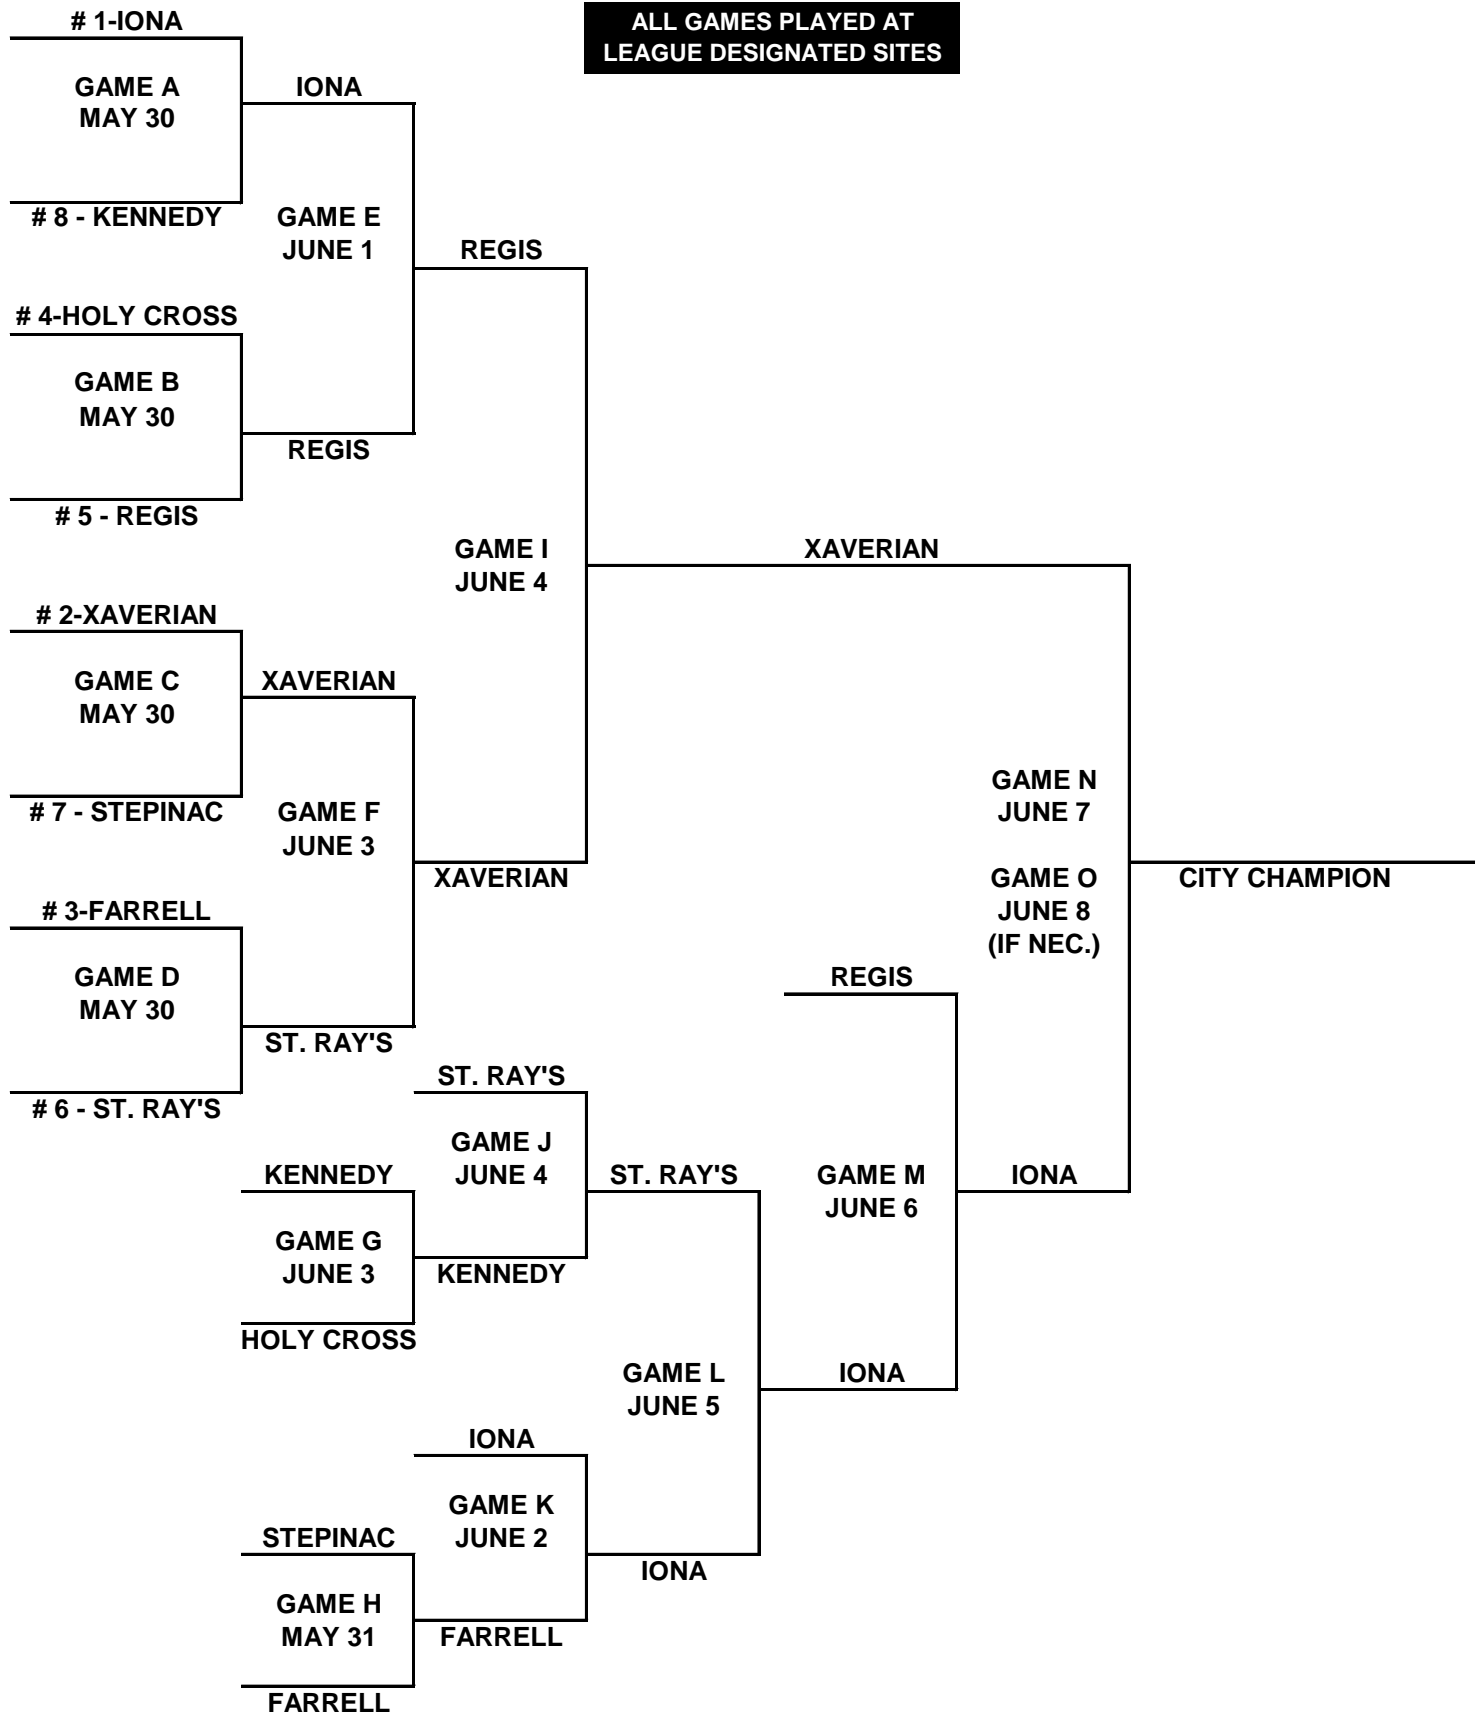 # 1-IONA
ALL GAMES PLAYED AT
LEAGUE DESIGNATED SITES
GAME A
MAY 30
IONA
# 8 - KENNEDY
GAME E
JUNE 1
REGIS
# 4-HOLY CROSS
GAME B
MAY 30
REGIS
# 5 - REGIS
GAME I
JUNE 4
XAVERIAN
# 2-XAVERIAN
GAME C
MAY 30
XAVERIAN
# 7 - STEPINAC
GAME F
JUNE 3
XAVERIAN
GAME N
JUNE 7
GAME O
JUNE 8
(IF NEC.)
CITY CHAMPION
# 3-FARRELL
GAME D
MAY 30
ST. RAY'S
# 6 - ST. RAY'S
REGIS
ST. RAY'S
GAME J
JUNE 4
KENNEDY
ST. RAY'S
GAME M
JUNE 6
IONA
GAME G
JUNE 3
KENNEDY
HOLY CROSS
GAME L
JUNE 5
IONA
IONA
GAME K
JUNE 2
STEPINAC
IONA
GAME H
MAY 31
FARRELL
FARRELL